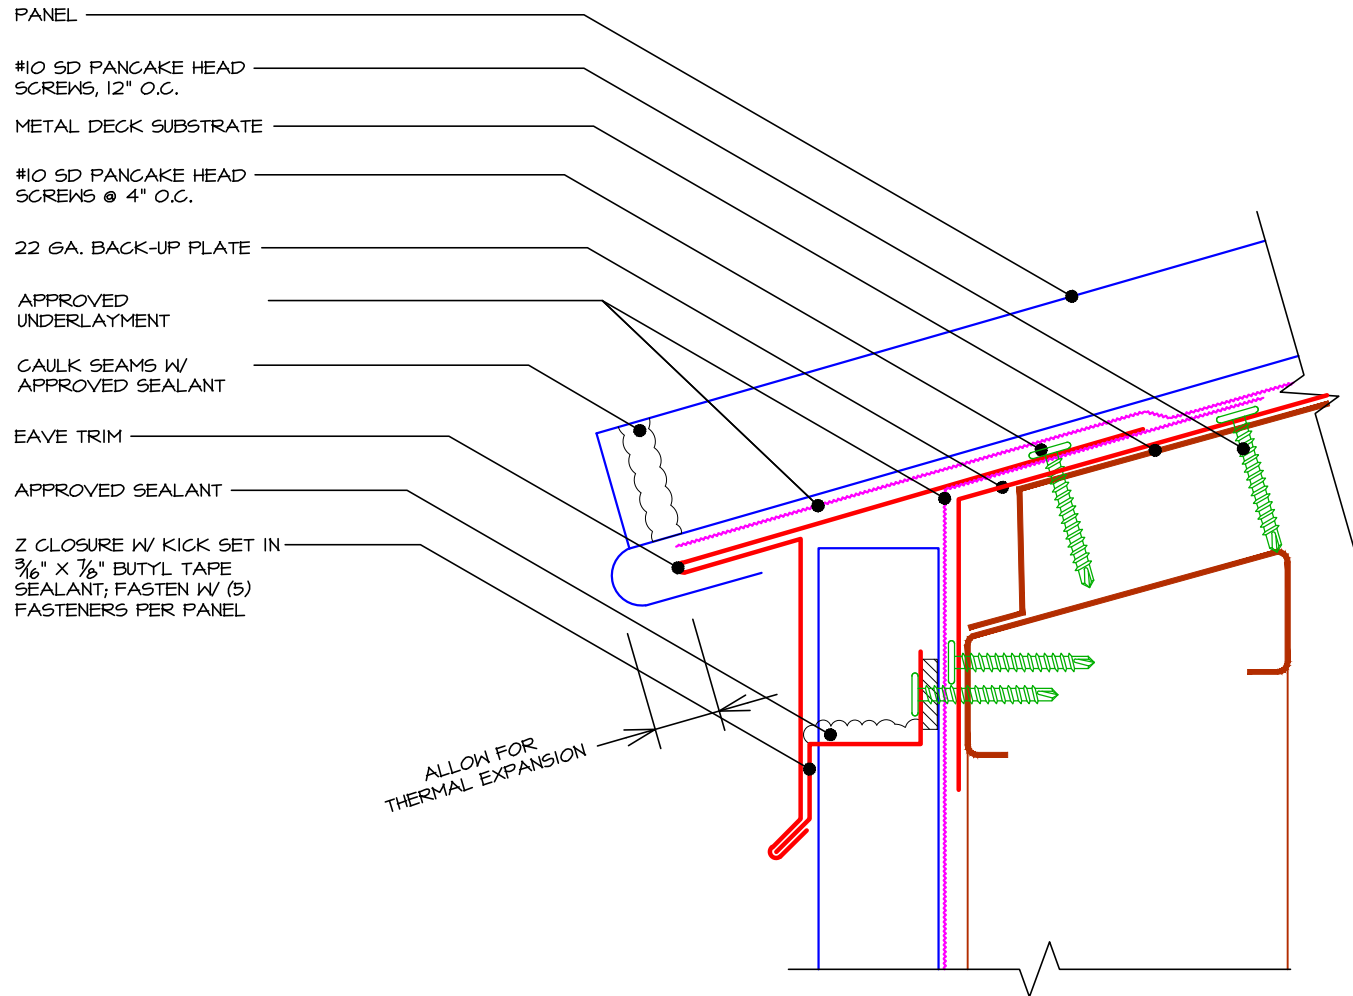 PANEL
#10 SD PANCAKE HEAD
SCREWS, 12" O.C.
METAL DECK SUBSTRATE
#10 SD PANCAKE HEAD
SCREWS @ 4" O.C.
22 GA. BACK-UP PLATE
APPROVED
UNDERLAYMENT
CAULK SEAMS W/
APPROVED SEALANT
EAVE TRIM
APPROVED SEALANT
Z CLOSURE W/ KICK SET IN
3/16" X 7/8" BUTYL TAPE
SEALANT; FASTEN W/ (5)
FASTENERS PER PANEL
ALLOW FOR
THERMAL EXPANSION